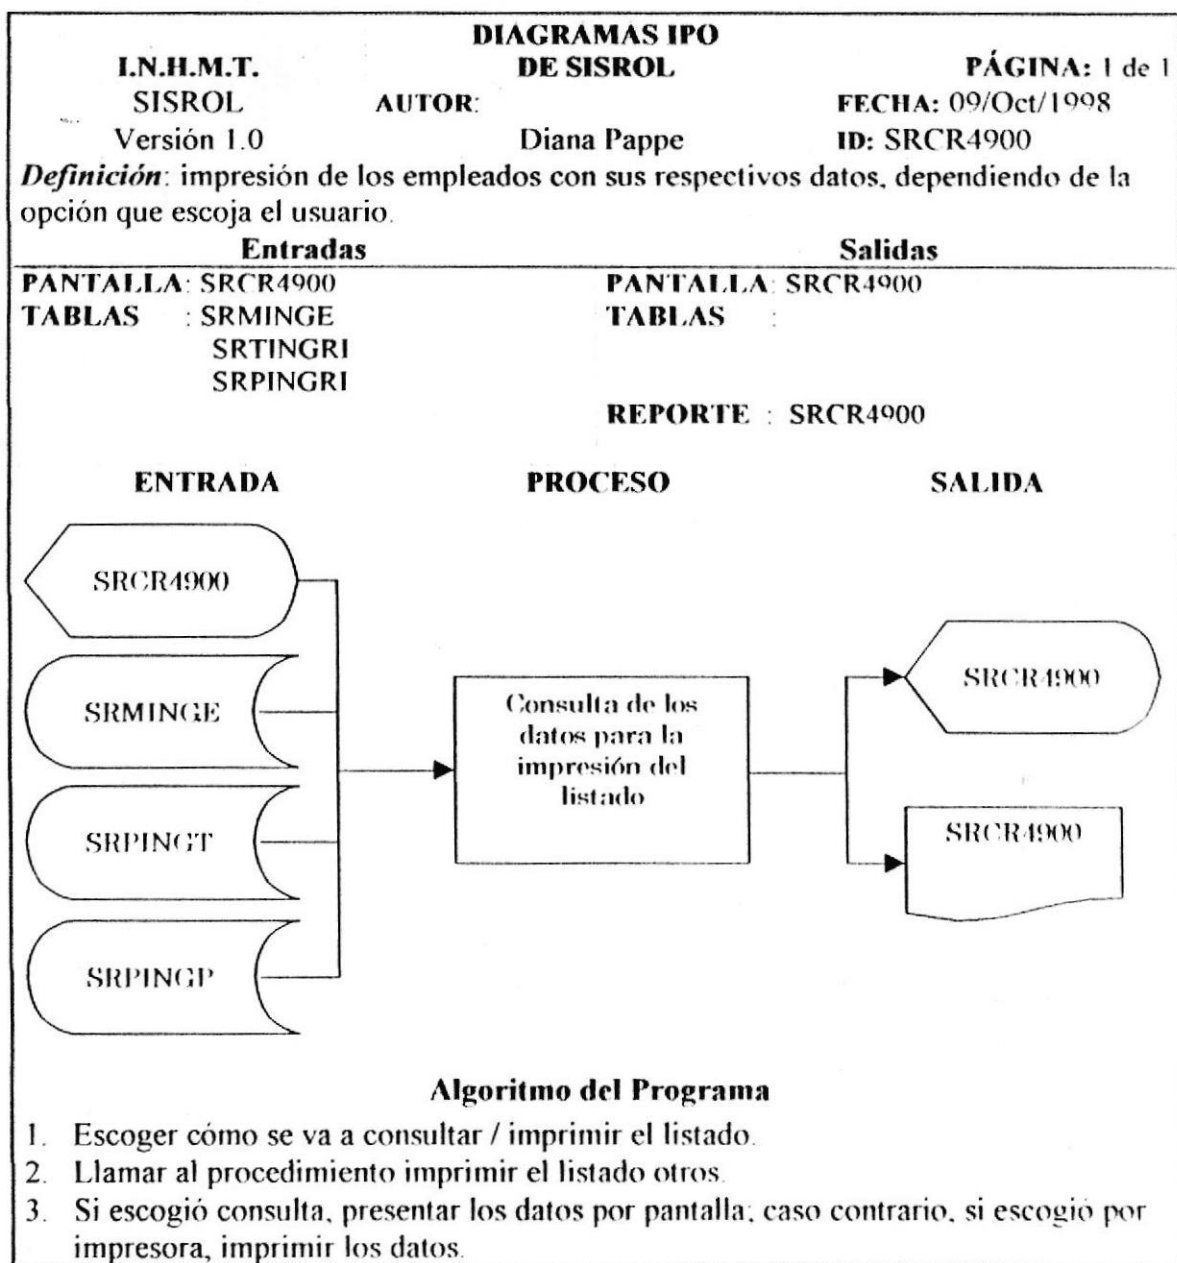 DIAGRAMAS IPO
I.N.H.M.T. DE SISROL PÁGINA: 1 de 1
SISROL AUTOR: FECHA: 09/Oct/1998
Versión 1.0 Diana Pappe ID: SRCR4900
Definición: impresión de los empleados con sus respectivos datos, dependiendo de la
opción que escoja el usuario.
Entradas Salidas
PANTALLA: SRCR4900 PANTALLA: SRCR4900
TABLAS : SRMINGE TABLAS :
SRTINGRI
SRPINGRI
REPORTE : SRCR4900
ENTRADA PROCESO SALIDA
SRCR4900
SRMINGE
SRPINGT
SRPINGP
Consulta de los
datos para la
impresión del
listado
SRCR4900
SRCR4900
Algoritmo del Programa
1. Escoger cómo se va a consultar / imprimir el listado.
2. Llamar al procedimiento imprimir el listado otros.
3. Si escogió consulta, presentar los datos por pantalla; caso contrario, si escogió por
impresora, imprimir los datos.